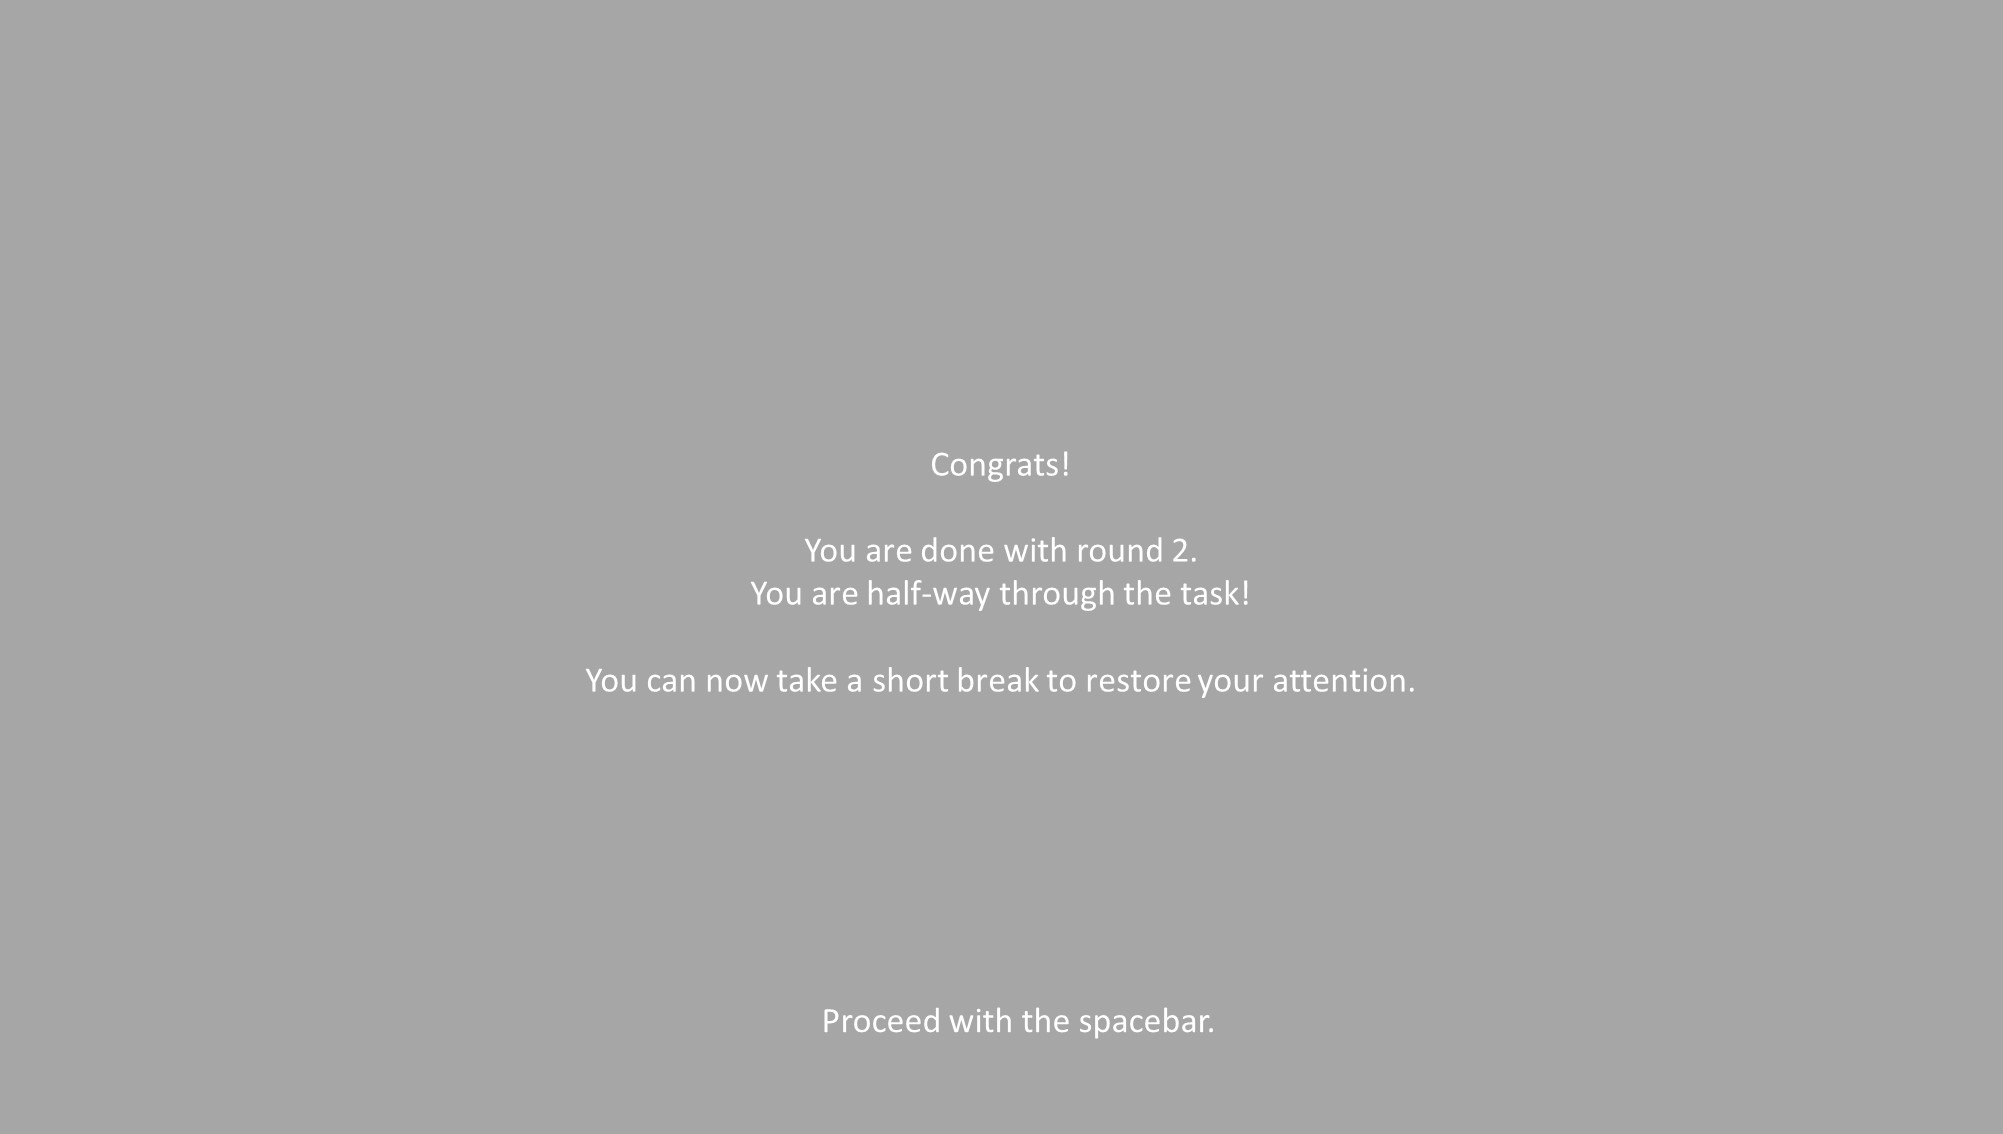 Congrats!
You are done with round 2.
You are half-way through the task!
You can now take a short break to restore your attention.
Proceed with the spacebar.